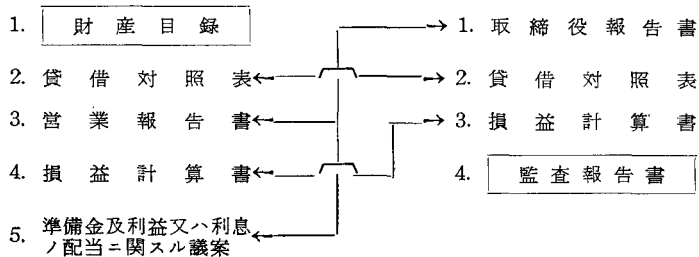 1. 財産目録
2. 貸借対照表
3. 営業報告書
4. 損益計算書
5. 準備金及利益又ハ利息
ノ配当ニ関スル議案
1. 取締役報告書
2. 貸借対照表
3. 損益計算書
4. 監査報告書